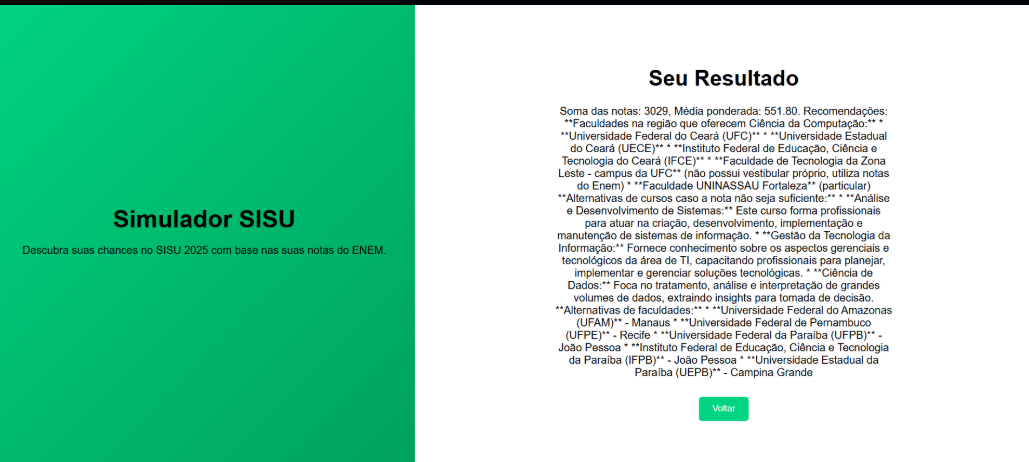 Simulador SISU
Descubra suas chances no SISU 2025 com base nas suas notas do ENEM.
Seu Resultado
Soma das notas: 3029, Média ponderada: 551.80. Recomendações:
**Faculdades na região que oferecem Ciência da Computação:** *
**Universidade Federal do Ceará (UFC)** * **Universidade Estadual
do Ceará (UECE)** * **Instituto Federal de Educação, Ciência e
Tecnologia do Ceará (IFCE)** * **Faculdade de Tecnologia da Zona
Leste - campus da UFC** (não possui vestibular próprio, utiliza notas
do Enem) * **Faculdade UNINASSAU Fortaleza** (particular)
**Alternativas de cursos caso a nota não seja suficiente:** * **Análise
e Desenvolvimento de Sistemas:** Este curso forma profissionais
para atuar na criação, desenvolvimento, implementação e
manutenção de sistemas de informação. * **Gestão da Tecnologia da
Informação:** Fornece conhecimento sobre os aspectos gerenciais e
tecnológicos da área de TI, capacitando profissionais para planejar,
implementar e gerenciar soluções tecnológicas. * **Ciência de
Dados:** Foca no tratamento, análise e interpretação de grandes
volumes de dados, extraindo insights para tomada de decisão.
**Alternativas de faculdades:** * **Universidade Federal do Amazonas
(UFAM)** - Manaus * **Universidade Federal de Pernambuco
(UFPE)** - Recife * **Universidade Federal da Paraíba (UFPB)** -
João Pessoa * **Instituto Federal de Educação, Ciência e Tecnologia
da Paraíba (IFPB)** - João Pessoa * **Universidade Estadual da
Paraíba (UEPB)** - Campina Grande
Voltar